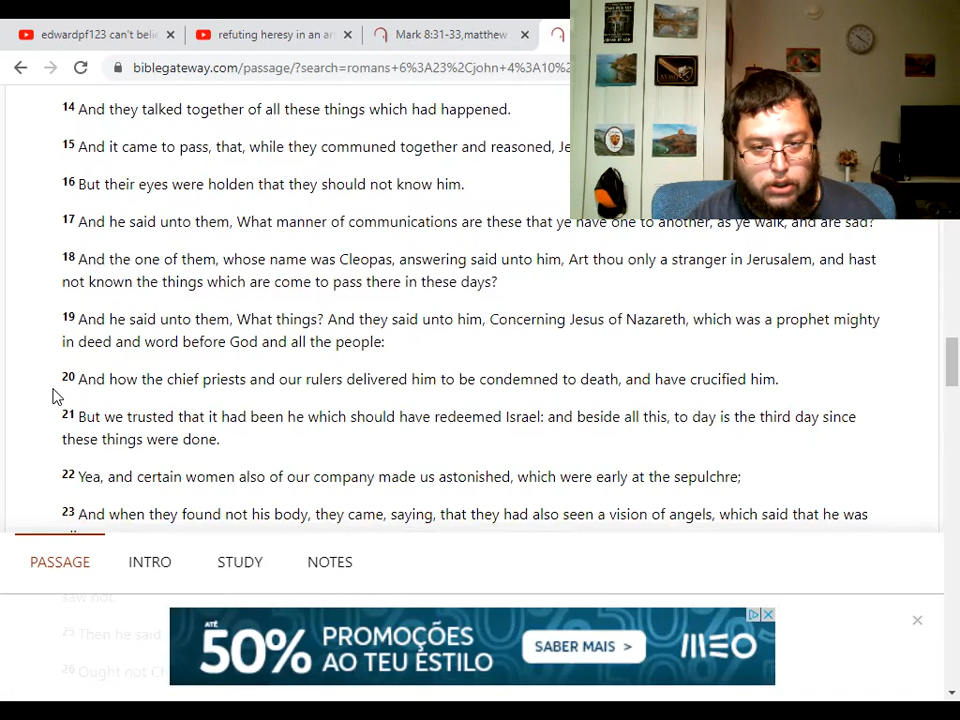 edwardpf123 can't beli
refuting heresy in an ar
Mark 8:31-33,matthew
biblegateway.com/passage/?search=romans+6%3A23%2Cjohn+4%3A10%2
14 And they talked together of all these things which had happened.
15 And it came to pass, that, while they communed together and reasoned, Je
16 But their eyes were holden that they should not know him.
17 And he said unto them, What manner of communications are these that ye have one to another, as ye walk, and are sad?
18 And the one of them, whose name was Cleopas, answering said unto him, Art thou only a stranger in Jerusalem, and hast
not known the things which are come to pass there in these days?
19 And he said unto them, What things? And they said unto him, Concerning Jesus of Nazareth, which was a prophet mighty
in deed and word before God and all the people:
20 And how the chief priests and our rulers delivered him to be condemned to death, and have crucified him.
21 But we trusted that it had been he which should have redeemed Israel: and beside all this, to day is the third day since
these things were done.
22 Yea, and certain women also of our company made us astonished, which were early at the sepulchre;
23 And when they found not his body, they came, saying, that they had also seen a vision of angels, which said that he was
PASSAGE INTRO STUDY NOTES
saw not.
25 Then he said
26 Ought not Ch
ATÉ
50% PROMOÇÕES
AO TEU ESTILO
SABER MAIS >
MEO